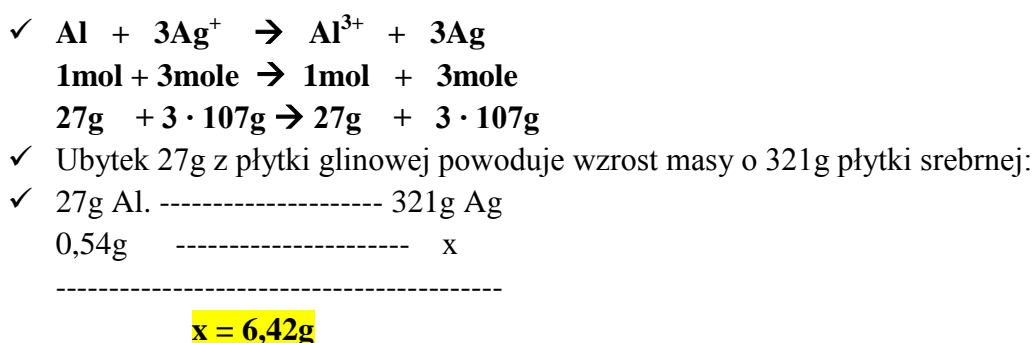 ✓ Al + 3Ag⁺ → Al³⁺ + 3Ag
1mol + 3mole → 1mol + 3mole
27g + 3 · 107g → 27g + 3 · 107g
✓ Ubytek 27g z płytki glinowej powoduje wzrost masy o 321g płytki srebrnej:
✓ 27g Al. --------------------- 321g Ag
0,54g ---------------------- x
------------------------------------------
x = 6,42g